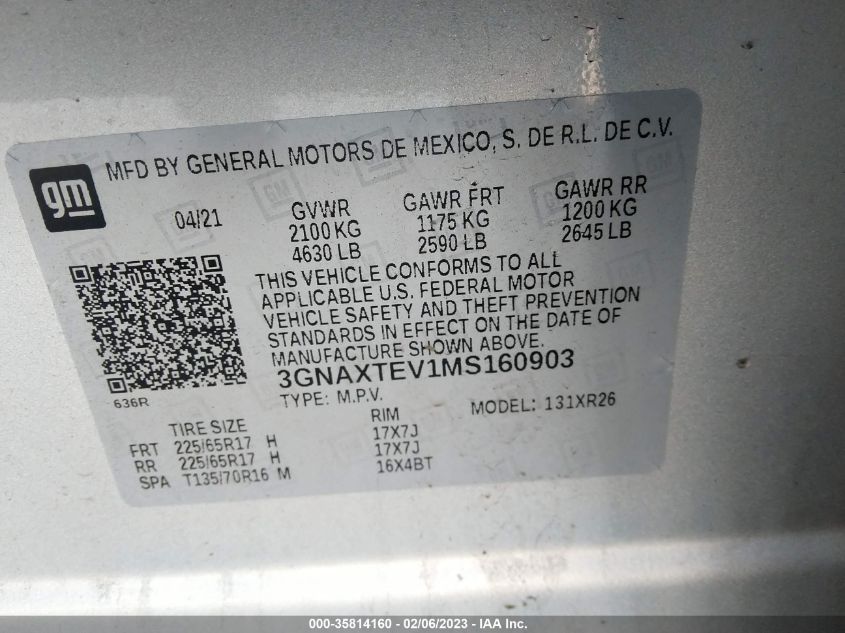 gm
MFD BY GENERAL MOTORS DE MEXICO, S. DE R.L. DE C.V.
04/21
GVWR
2100 KG
4630 LB
GAWR FRT
1175 KG
2590 LB
GAWR RR
1200 KG
2645 LB
THIS VEHICLE CONFORMS TO ALL
APPLICABLE U.S. FEDERAL MOTOR
VEHICLE SAFETY AND THEFT PREVENTION
STANDARDS IN EFFECT ON THE DATE OF
MANUFACTURE SHOWN ABOVE.
3GNAXTEV1MS160903
636R
TYPE: M.P.V.
MODEL: 131XR26
TIRE SIZE RIM
FRT 225/65R17 H 17X7J
RR 225/65R17 H 17X7J
SPA T135/70R16 M 16X4BT
000-35814160 - 02/06/2023 - IAA Inc.